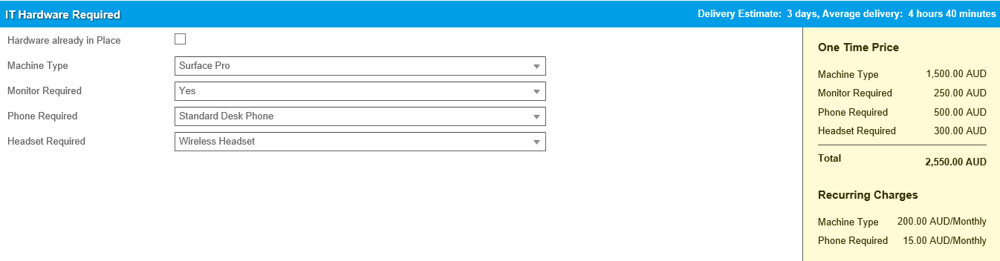 IT Hardware Required
Delivery Estimate: 3 days, Average delivery: 4 hours 40 minutes
Hardware already in Place
Machine Type Surface Pro
Monitor Required Yes
Phone Required Standard Desk Phone
Headset Required Wireless Headset
One Time Price
Machine Type 1,500.00 AUD
Monitor Required 250.00 AUD
Phone Required 500.00 AUD
Headset Required 300.00 AUD
Total 2,550.00 AUD
Recurring Charges
Machine Type 200.00 AUD/Monthly
Phone Required 15.00 AUD/Monthly